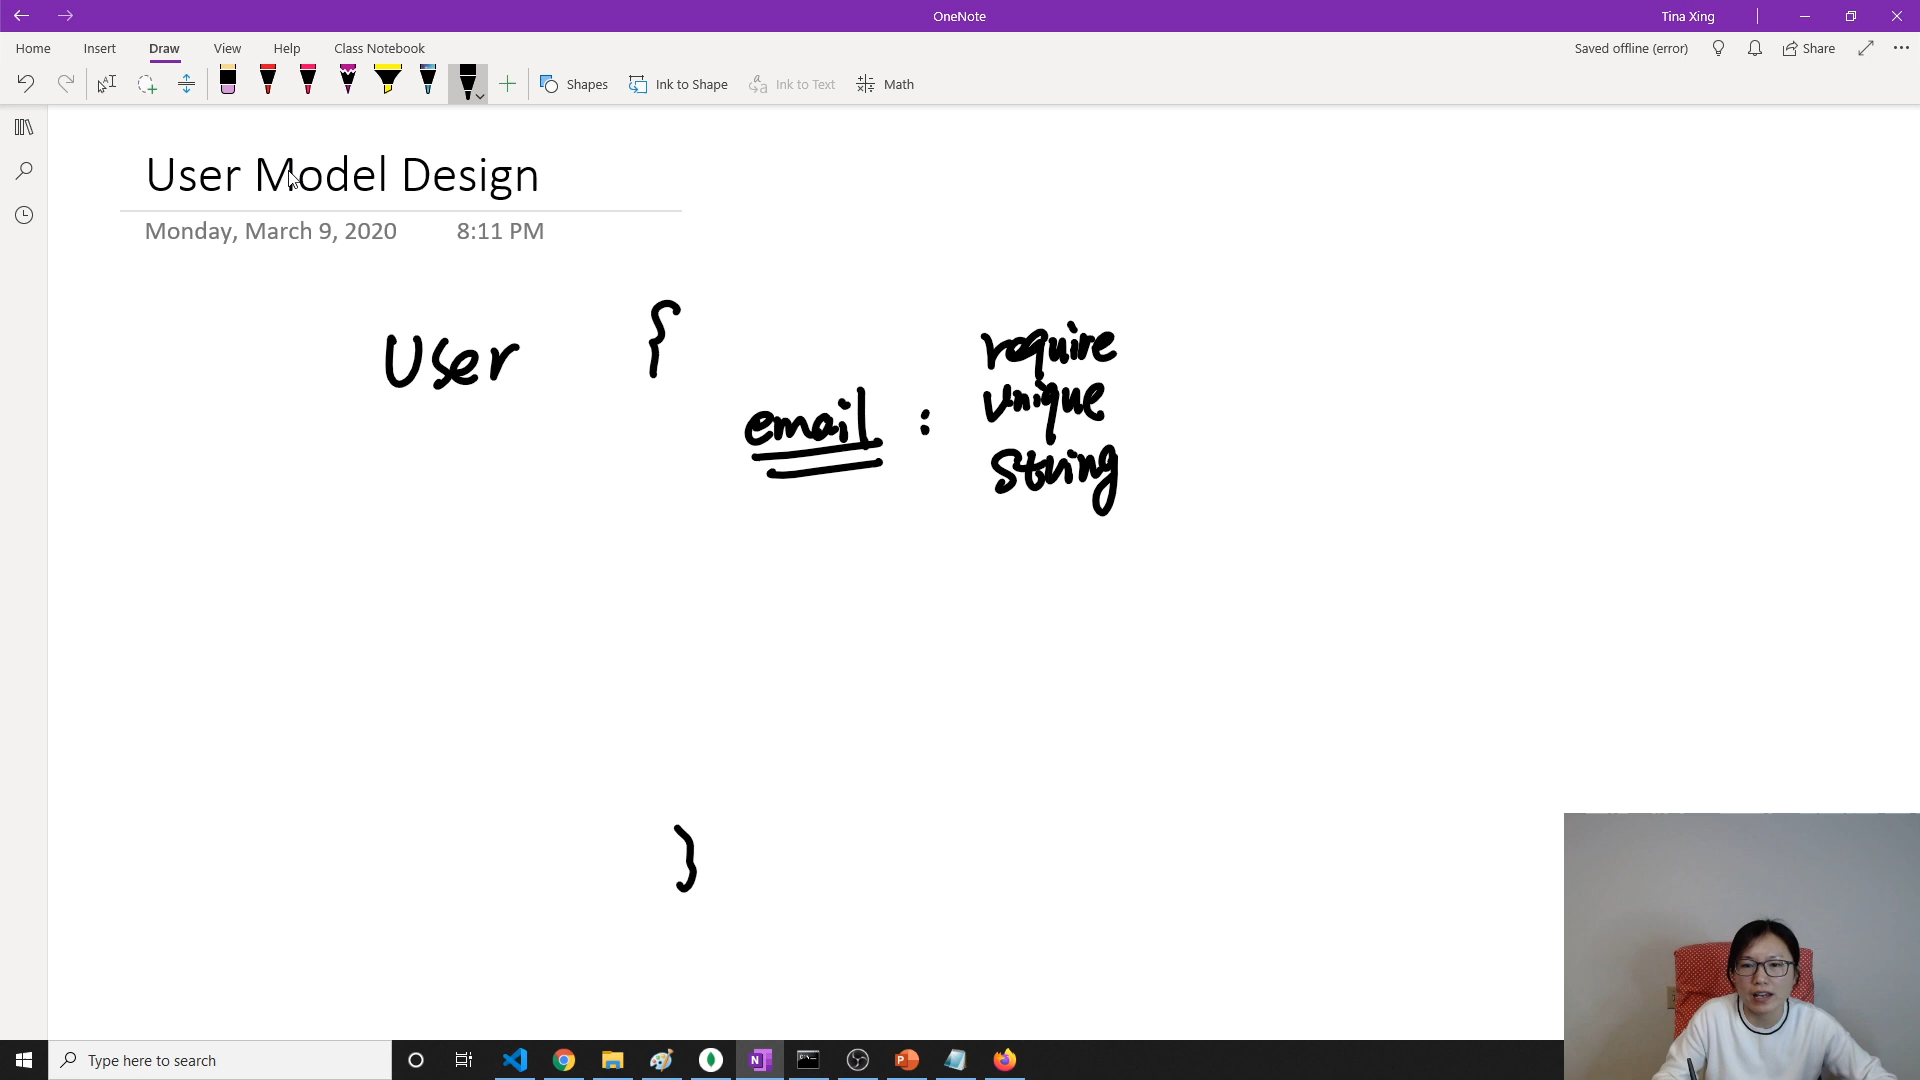 OneNote
Tina Xing
Home Insert Draw View Help Class Notebook
Saved offline (error) Share
Shapes Ink to Shape Ink to Text Math
User Model Design
Monday, March 9, 2020 8:11 PM
User {
require
unique
email :
string
}
Type here to search